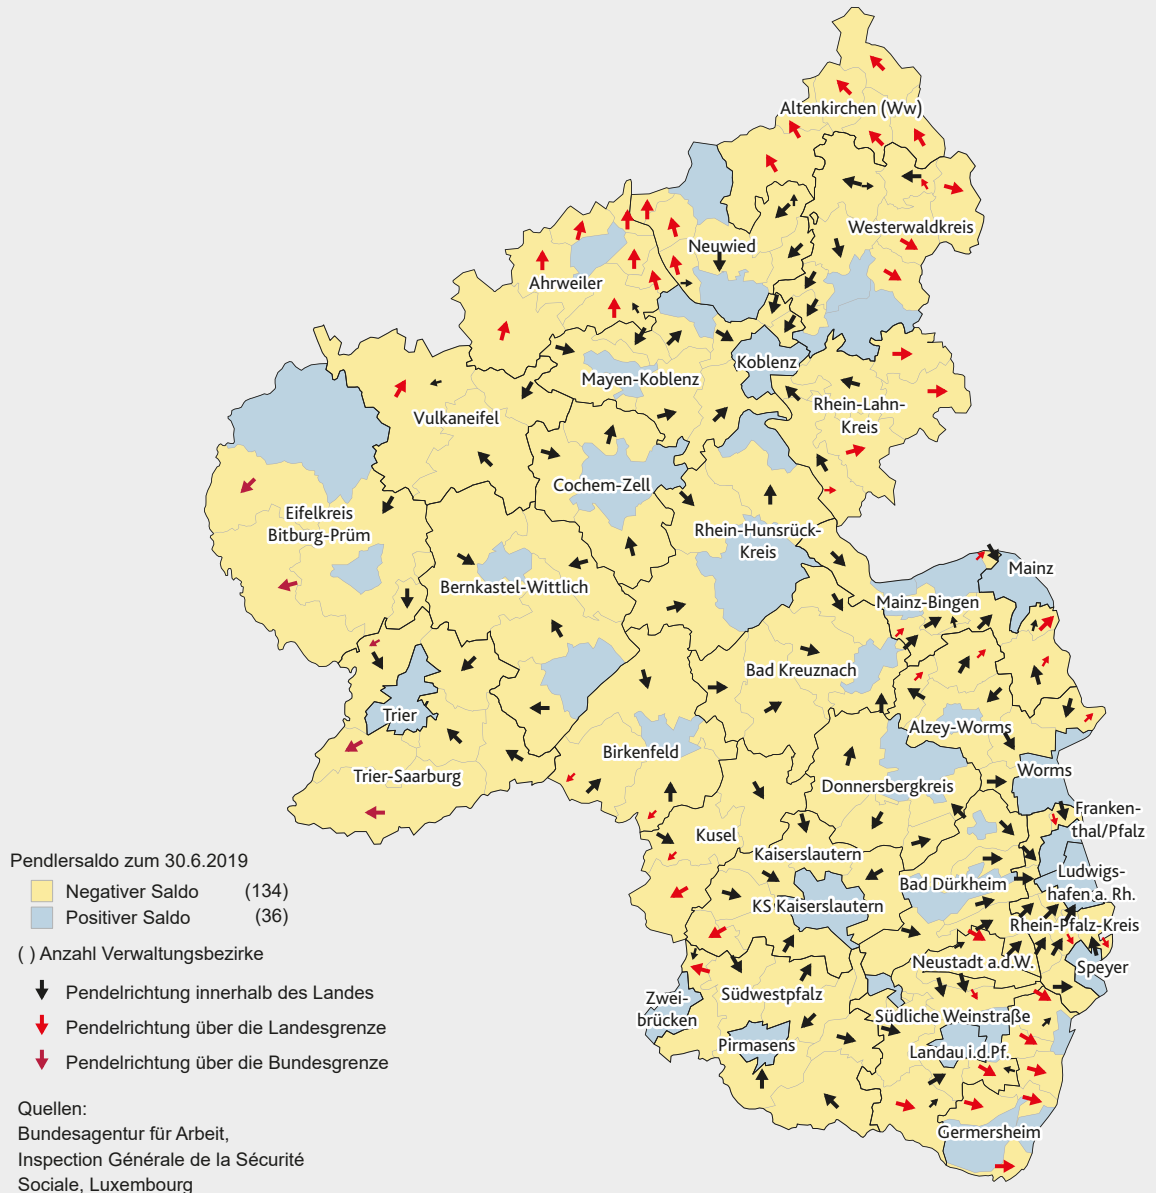 Altenkirchen (Ww)
Westerwaldkreis
Neuwied
Ahrweiler
Koblenz
Mayen-Koblenz
Rhein-Lahn-
Kreis
Vulkaneifel
Cochem-Zell
Eifelkreis
Bitburg-Prüm
Rhein-Hunsrück-
Kreis
Mainz
Bernkastel-Wittlich
Mainz-Bingen
Bad Kreuznach
Trier
Alzey-Worms
Birkenfeld
Trier-Saarburg
Worms
Donnersbergkreis
Franken-
thal/Pfalz
Kusel
Kaiserslautern
Ludwigs-
hafen a. Rh.
Bad Dürkheim
KS Kaiserslautern
Rhein-Pfalz-Kreis
Neustadt a.d.W.
Speyer
Südwestpfalz
Zwei-
brücken
Südliche Weinstraße
Pirmasens
Landau i.d.Pf.
Germersheim
Pendlersaldo zum 30.6.2019
Negativer Saldo (134)
Positiver Saldo (36)
( ) Anzahl Verwaltungsbezirke
Pendelrichtung innerhalb des Landes
Pendelrichtung über die Landesgrenze
Pendelrichtung über die Bundesgrenze
Quellen:
Bundesagentur für Arbeit,
Inspection Générale de la Sécurité
Sociale, Luxembourg